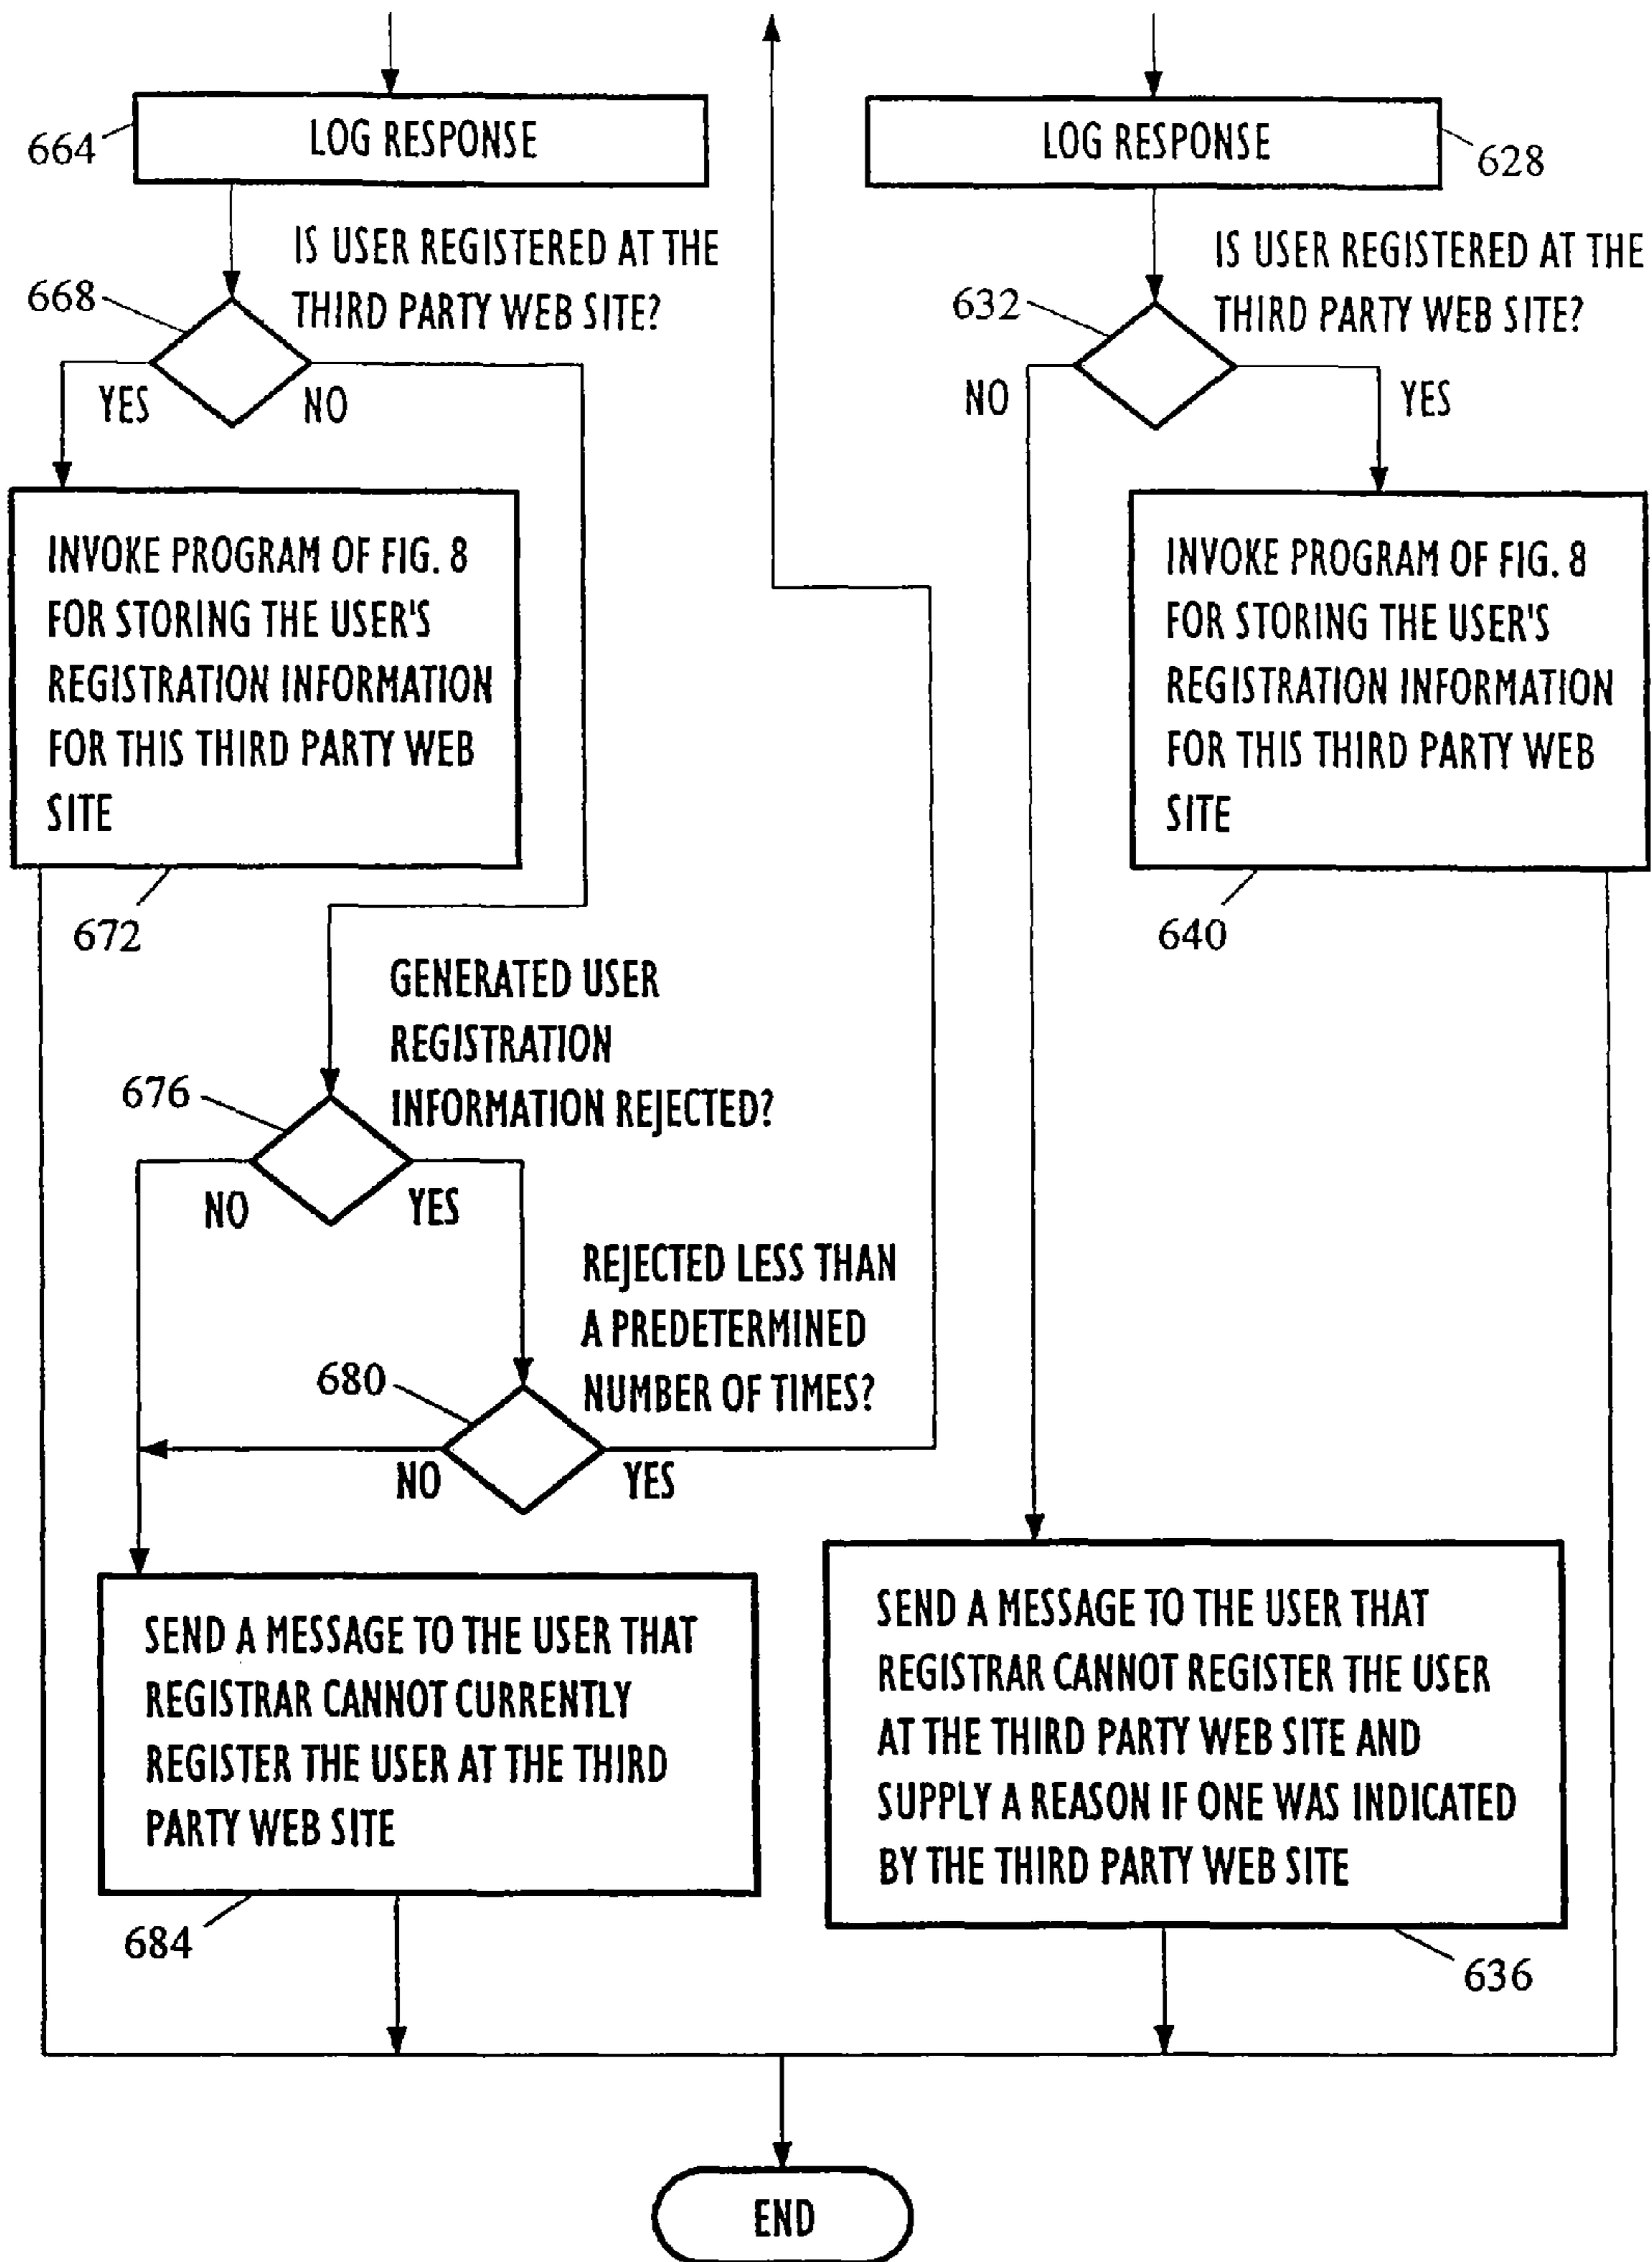 LOG RESPONSE
664
IS USER REGISTERED AT THE
THIRD PARTY WEB SITE?
668
YES
NO
INVOKE PROGRAM OF FIG. 8
FOR STORING THE USER'S
REGISTRATION INFORMATION
FOR THIS THIRD PARTY WEB
SITE
672
GENERATED USER
REGISTRATION
INFORMATION REJECTED?
676
NO
YES
REJECTED LESS THAN
A PREDETERMINED
NUMBER OF TIMES?
680
NO
YES
SEND A MESSAGE TO THE USER THAT
REGISTRAR CANNOT CURRENTLY
REGISTER THE USER AT THE THIRD
PARTY WEB SITE
684
LOG RESPONSE
628
IS USER REGISTERED AT THE
THIRD PARTY WEB SITE?
632
NO
YES
INVOKE PROGRAM OF FIG. 8
FOR STORING THE USER'S
REGISTRATION INFORMATION
FOR THIS THIRD PARTY WEB
SITE
640
SEND A MESSAGE TO THE USER THAT
REGISTRAR CANNOT REGISTER THE USER
AT THE THIRD PARTY WEB SITE AND
SUPPLY A REASON IF ONE WAS INDICATED
BY THE THIRD PARTY WEB SITE
636
END